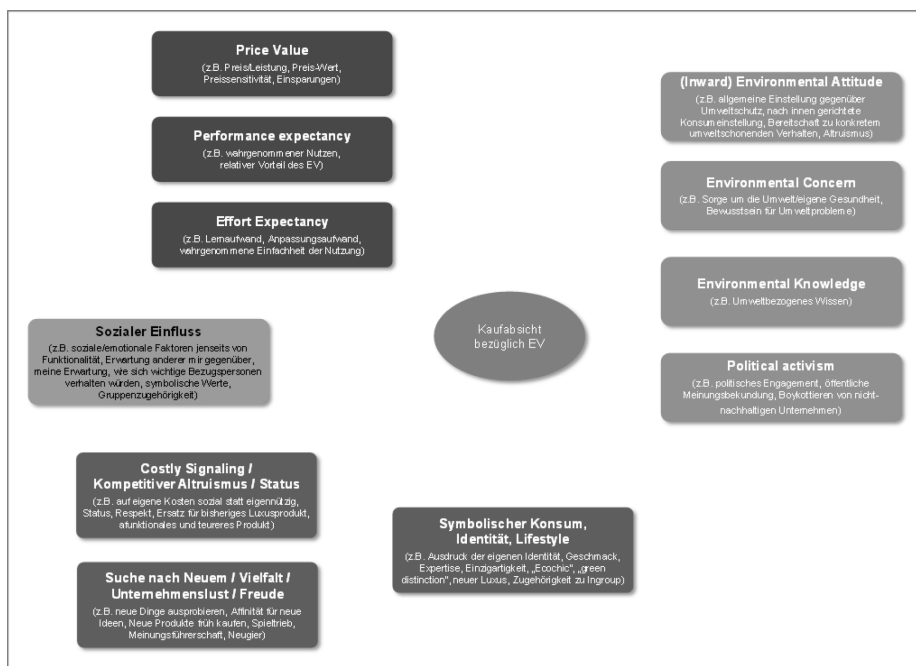 Price Value
(z.B. Preis/Leistung, Preis-Wert,
Preissensitivität, Einsparungen)
Performance expectancy
(z.B. wahrgenommener Nutzen,
relativer Vorteil des EV)
Effort Expectancy
(z.B. Lernaufwand, Anpassungsaufwand,
wahrgenommene Einfachheit der Nutzung)
Sozialer Einfluss
(z.B. soziale/emotionale Faktoren jenseits von
Funktionalität, Erwartung anderer mir gegenüber,
meine Erwartung, wie sich wichtige Bezugspersonen
verhalten würden, symbolische Werte,
Gruppenzugehörigkeit)
Costly Signaling /
Kompetitiver Altruismus / Status
(z.B. auf eigene Kosten sozial statt eigennützig,
Status, Respekt, Ersatz für bisheriges Luxusprodukt,
afunktionales und teureres Produkt)
Suche nach Neuem / Vielfalt /
Unternehmenslust / Freude
(z.B. neue Dinge ausprobieren, Affinität für neue
Ideen, Neue Produkte früh kaufen, Spieltrieb,
Meinungsführerschaft, Neugier)
Kaufabsicht
bezüglich EV
Symbolischer Konsum,
Identität, Lifestyle
(z.B. Ausdruck der eigenen Identität, Geschmack,
Expertise, Einzigartigkeit, „Ecochic", „green
distinction", neuer Luxus, Zugehörigkeit zu Ingroup)
(Inward) Environmental Attitude
(z.B. allgemeine Einstellung gegenüber
Umweltschutz, nach innen gerichtete
Konsumeinstellung, Bereitschaft zu konkretem
umweltschonenden Verhalten, Altruismus)
Environmental Concern
(z.B. Sorge um die Umwelt/eigene Gesundheit,
Bewusstsein für Umweltprobleme)
Environmental Knowledge
(z.B. Umweltbezogenes Wissen)
Political activism
(z.B. politisches Engagement, öffentliche
Meinungsbekundung, Boykottieren von nicht-
nachhaltigen Unternehmen)